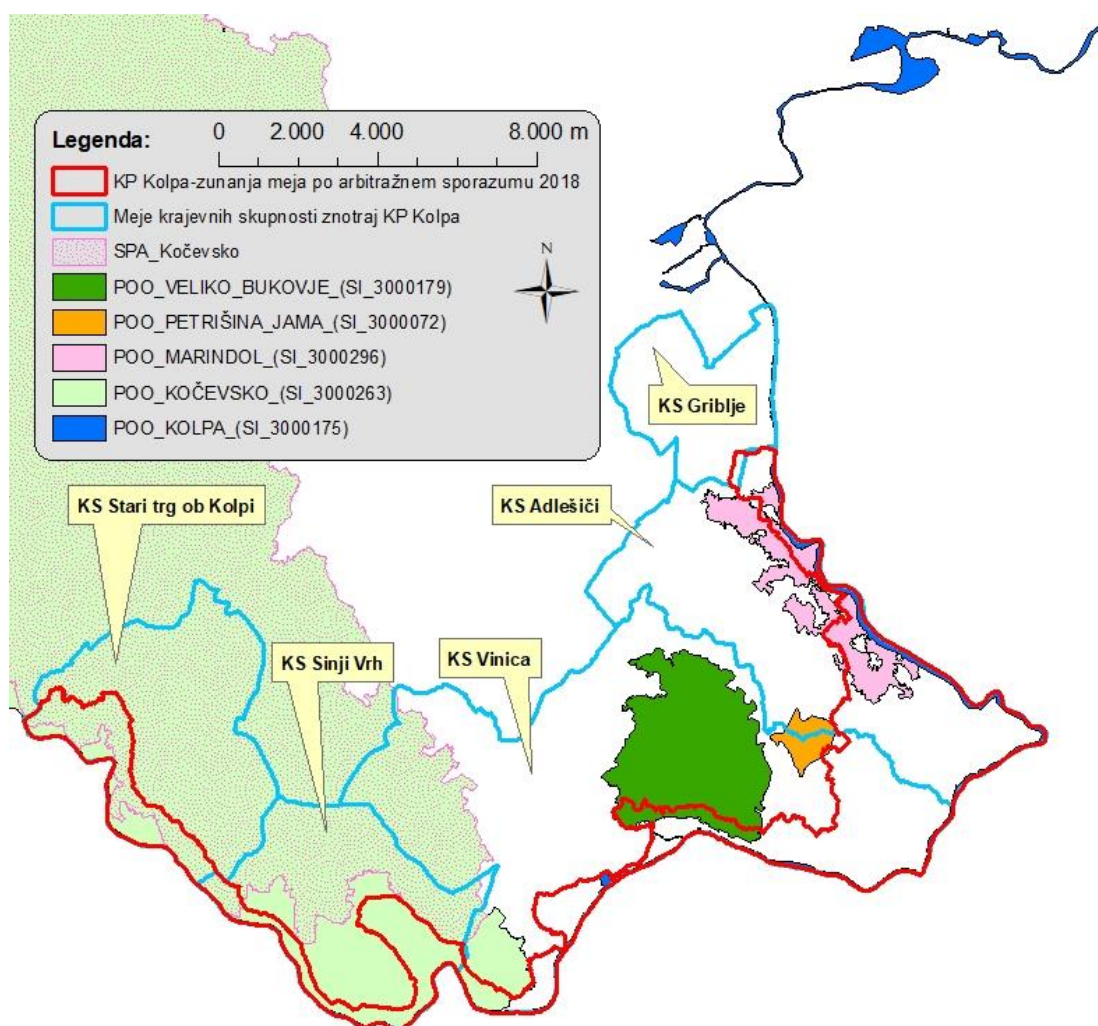 Legenda:
0 2.000 4.000 8.000 m
KP Kolpa-zunanja meja po arbitražnem sporazumu 2018
Meje krajevnih skupnosti znotraj KP Kolpa
SPA_Kočevsko
N
POO_VELIKO_BUKOVJE_(SI_3000179)
POO_PETRIŠINA_JAMA_(SI_3000072)
POO_MARINDOL_(SI_3000296)
POO_KOČEVSKO_(SI_3000263)
POO_KOLPA_(SI_3000175)
KS Griblje
KS Stari trg ob Kolpi
KS Adlešiči
KS Sinji Vrh
KS Vinica